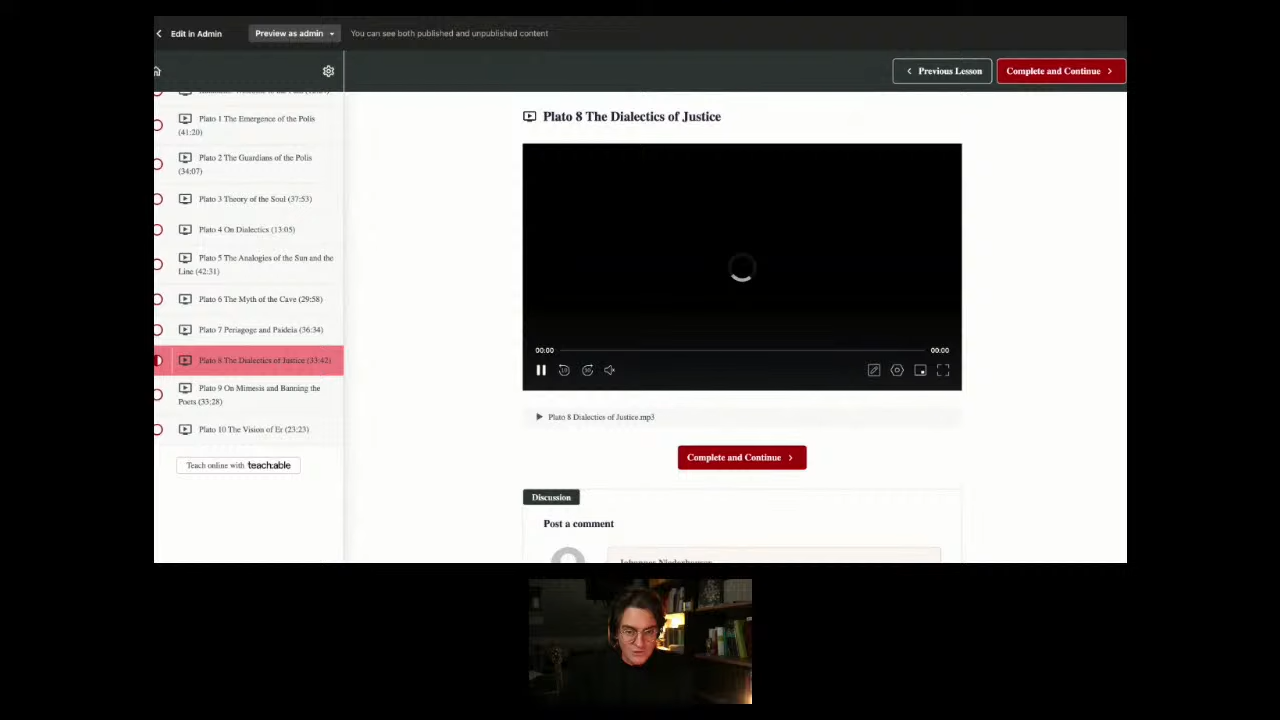 Edit in Admin
Preview as admin
You can see both published and unpublished content
Previous Lesson
Complete and Continue
Plato 1 The Emergence of the Polis
(41:20)
Plato 2 The Guardians of the Polis
(34:07)
Plato 3 Theory of the Soul (37:53)
Plato 4 On Dialectics (13:05)
Plato 5 The Analogies of the Sun and the
Line (42:31)
Plato 6 The Myth of the Cave (29:58)
Plato 7 Periagoge and Paideia (36:34)
Plato 8 The Dialectics of Justice (33:42)
Plato 9 On Mimesis and Banning the
Poets (33:28)
Plato 10 The Vision of Er (23:23)
Teach online with teach:able
Plato 8 The Dialectics of Justice
00:00
00:00
Plato 8 Dialectics of Justice.mp3
Complete and Continue
Discussion
Post a comment